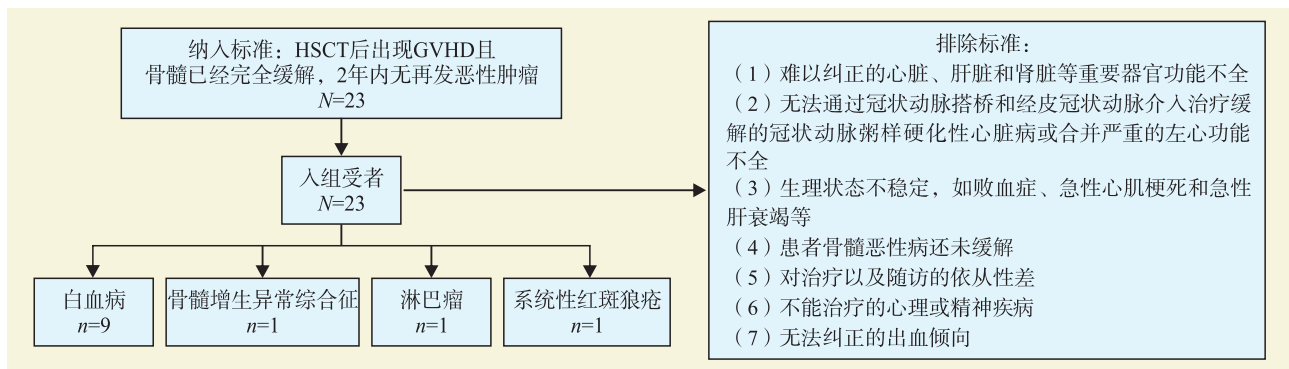 纳入标准：HSCT后出现GVHD且
骨髓已经完全缓解，2年内无再发恶性肿瘤
N=23
入组受者
N=23
白血病
n=9
骨髓增生异常综合征
n=1
淋巴瘤
n=1
系统性红斑狼疮
n=1
排除标准：
（1）难以纠正的心脏、肝脏和肾脏等重要器官功能不全
（2）无法通过冠状动脉搭桥和经皮冠状动脉介入治疗缓
解的冠状动脉粥样硬化性心脏病或合并严重的左心功能
不全
（3）生理状态不稳定，如败血症、急性心肌梗死和急性
肝衰竭等
（4）患者骨髓恶性病还未缓解
（5）对治疗以及随访的依从性差
（6）不能治疗的心理或精神疾病
（7）无法纠正的出血倾向